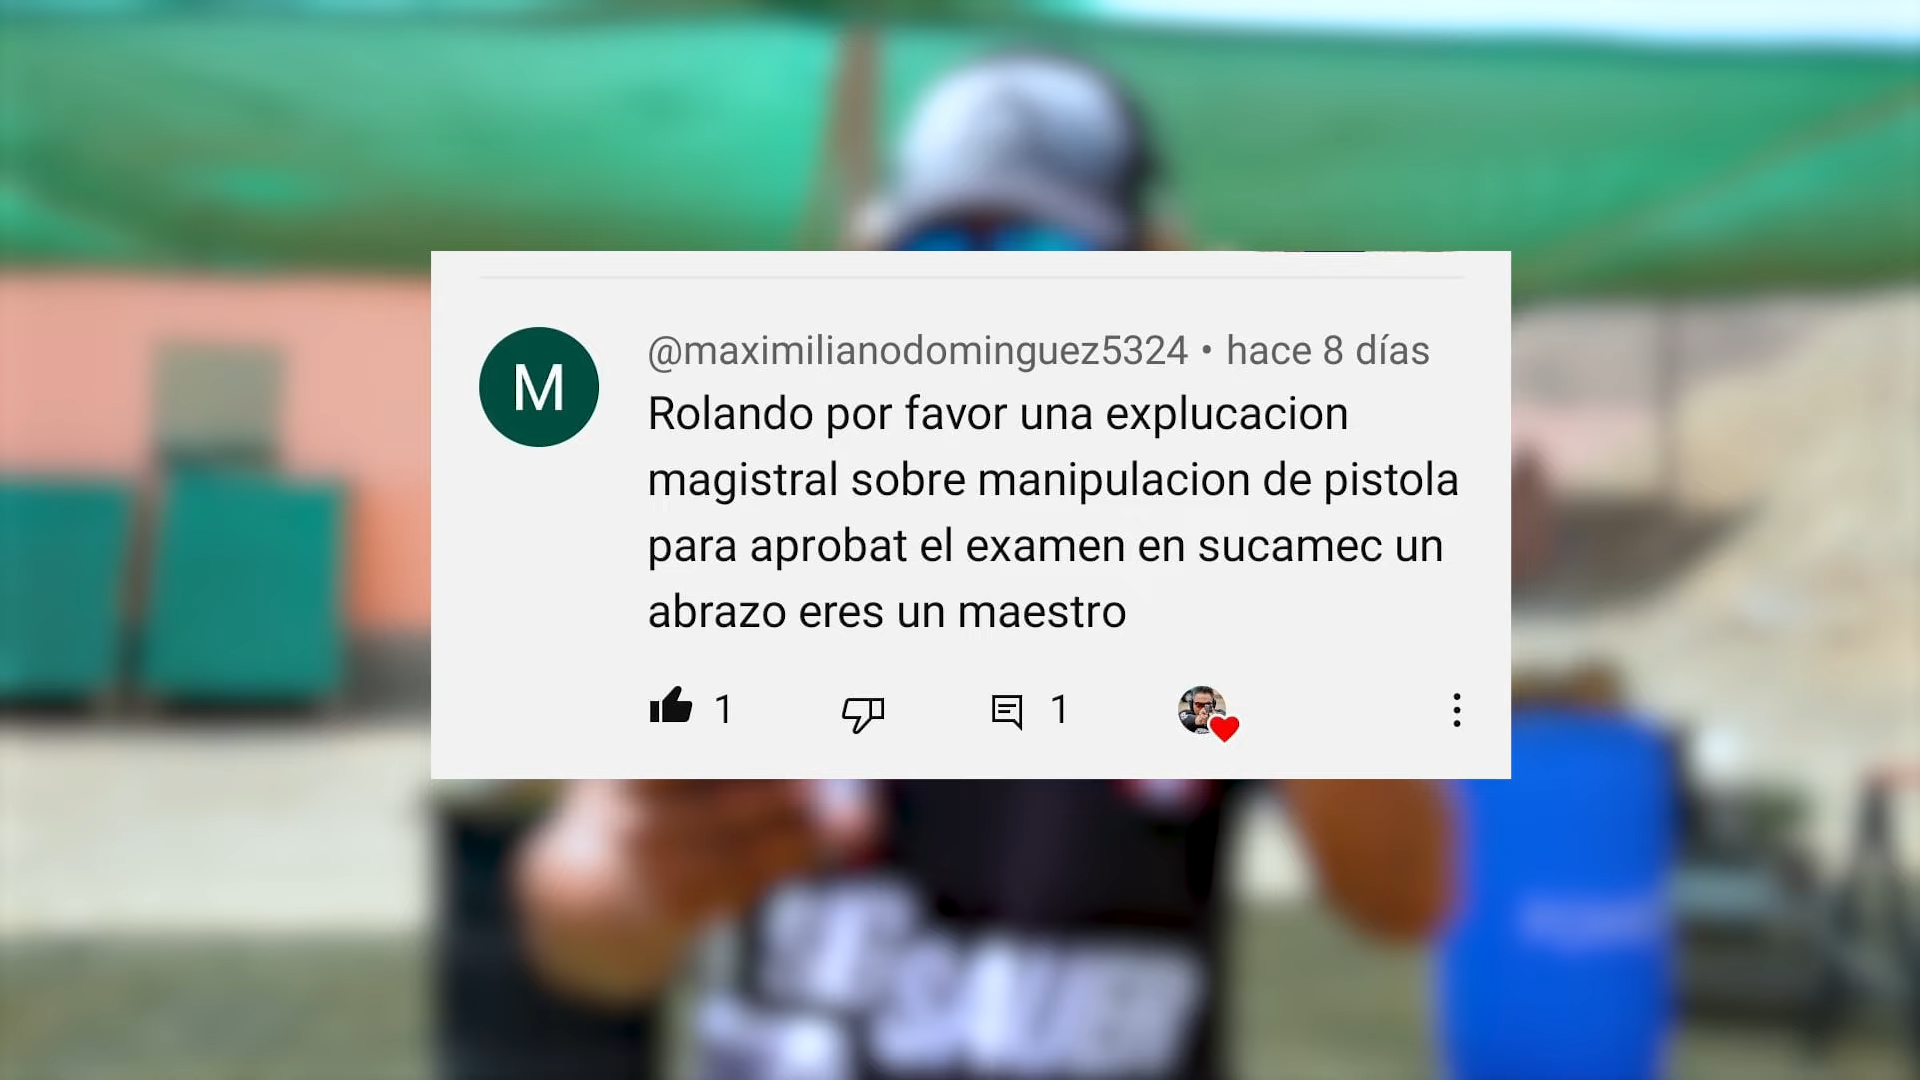 @maximilianodominguez5324 • hace 8 días
Rolando por favor una explucacion
magistral sobre manipulacion de pistola
para aprobat el examen en sucamec un
abrazo eres un maestro
1
1
M
SAUER